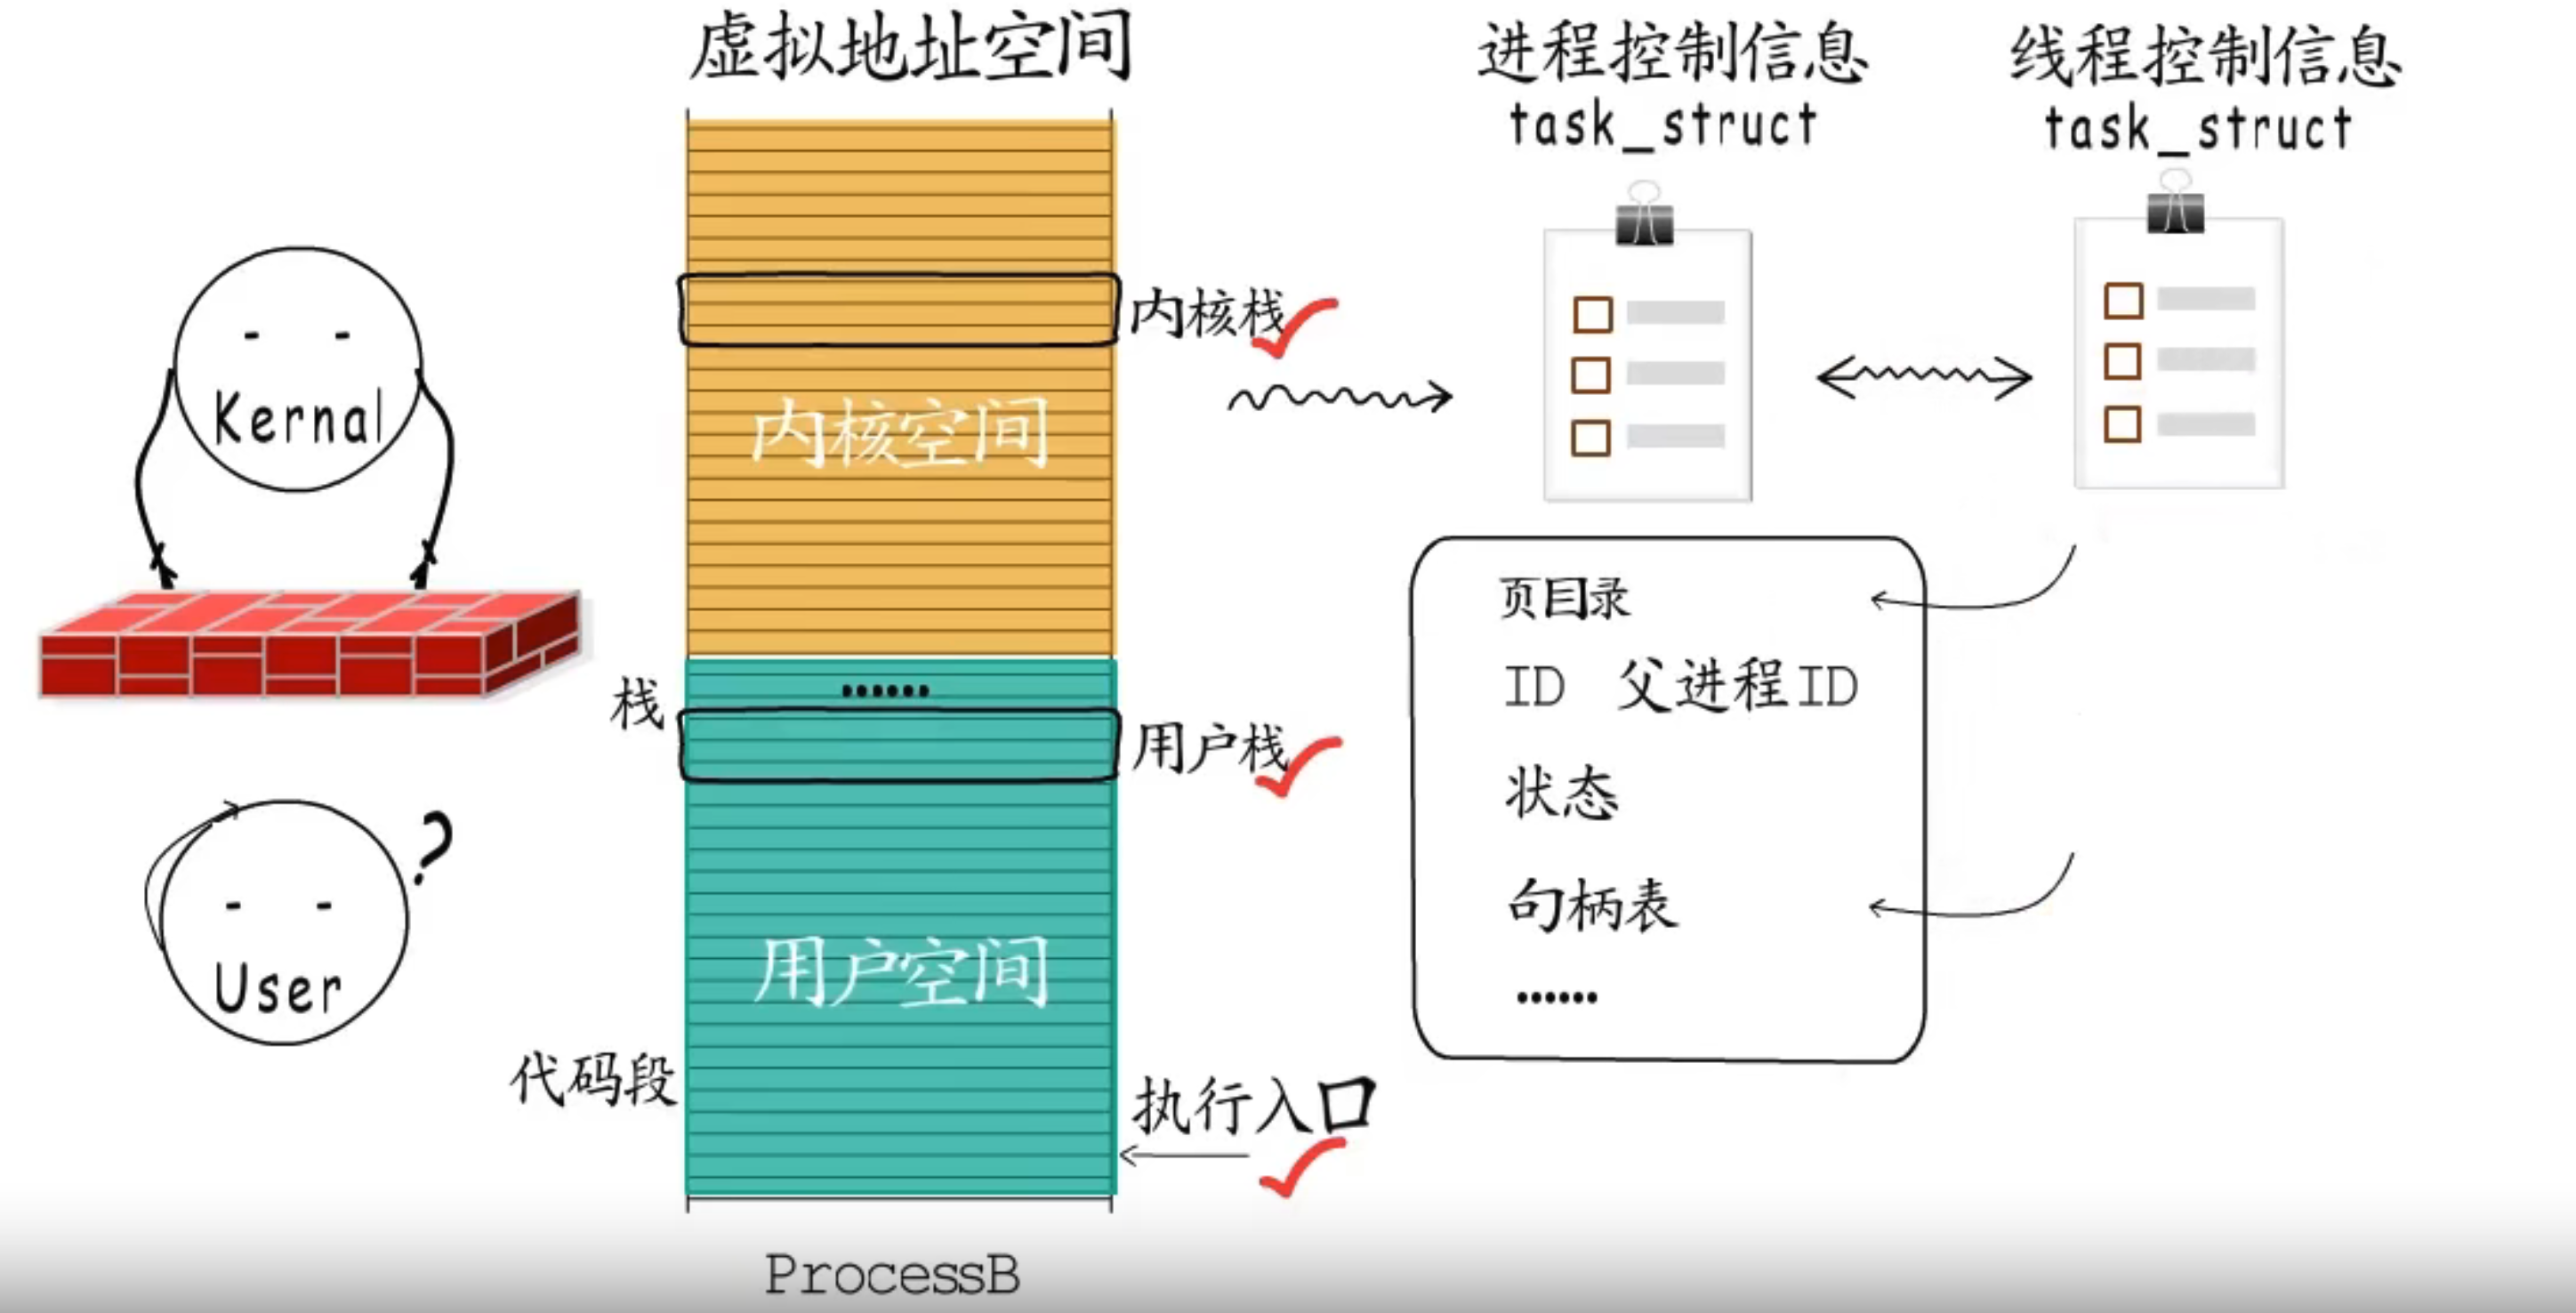 虚拟地址空间
进程控制信息
task_struct
线程控制信息
task_struct
Kernal
内核栈
内核空间
栈
......
用户栈
User
?
用户空间
代码段
执行入口
ProcessB
页目录
ID 父进程ID
状态
句柄表
......